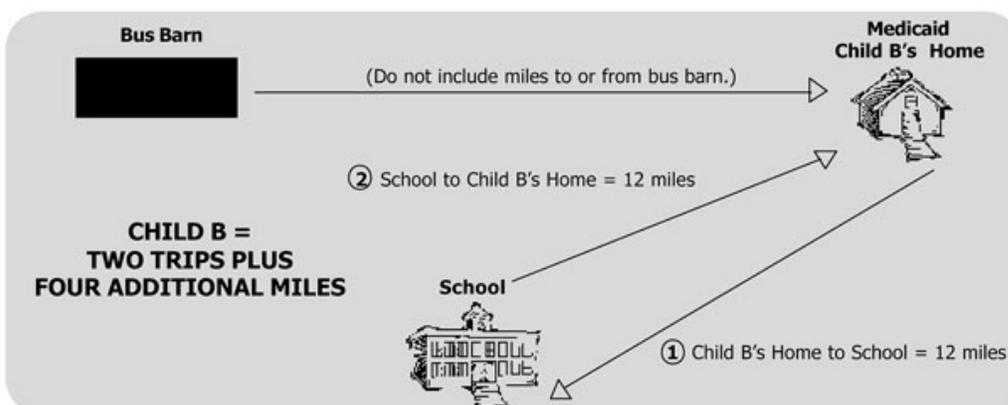 Bus Barn
Medicaid
Child B's Home
(Do not include miles to or from bus barn.)
② School to Child B's Home = 12 miles
CHILD B =
TWO TRIPS PLUS
FOUR ADDITIONAL MILES
School
① Child B's Home to School = 12 miles